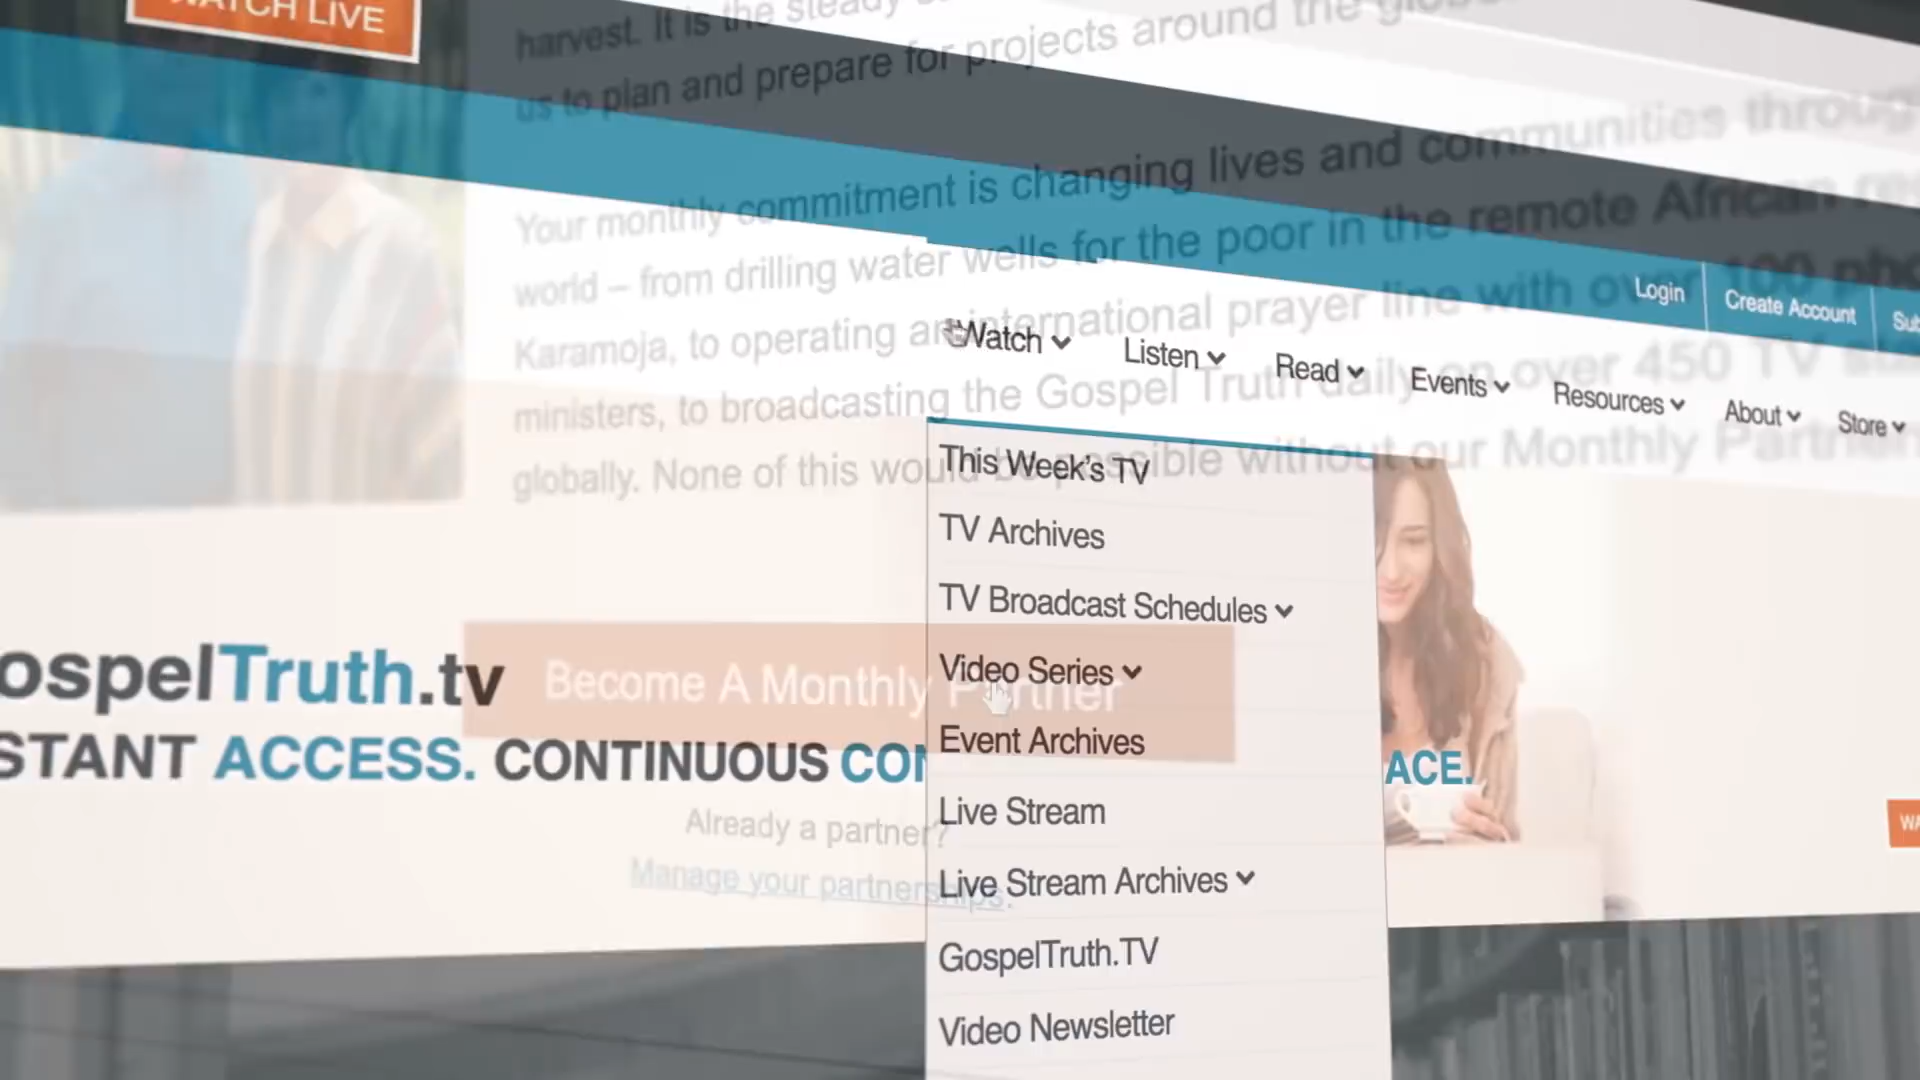 WATCH LIVE
harvest. It is the steady
us to plan and prepare for projects around the
Your monthly commitment is changing lives and communities through
world – from drilling water wells for the poor in the remote African
Karamoja, to operating an international prayer line with over 100
ministers, to broadcasting the Gospel Truth daily on over 450 TV
globally. None of this would be possible without our Monthly
Login
Create Account
Watch
Listen
Read
Events
Resources
About
Store
This Week's TV
TV Archives
TV Broadcast Schedules
Video Series
Event Archives
Live Stream
Live Stream Archives
GospelTruth.TV
Video Newsletter
ospelTruth.tv
STANT ACCESS. CONTINUOUS CON
ACE.
Become A Monthly Partner
Already a partner?
Manage your partnerships.